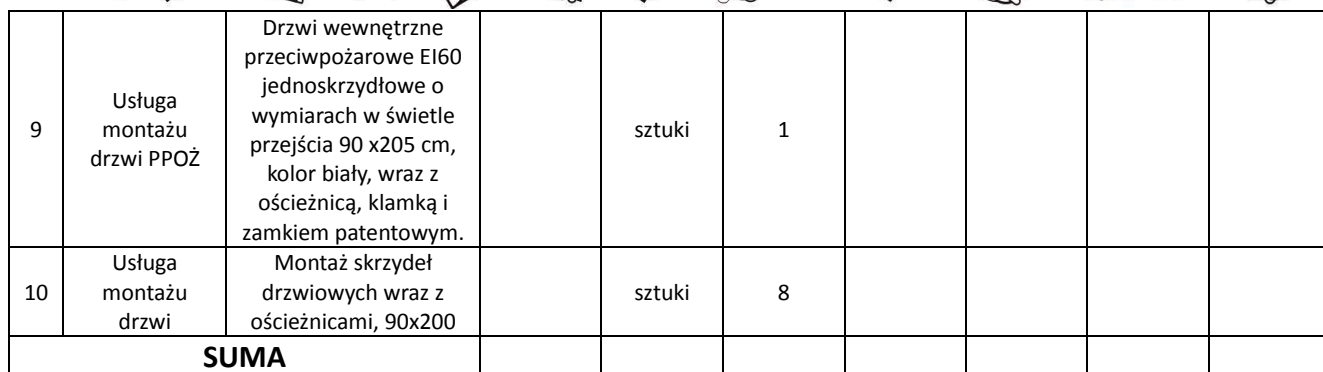 9
Usługa
montażu
drzwi PPOŻ
Drzwi wewnętrzne
przeciwpożarowe EI60
jednoskrzydłowe o
wymiarach w świetle
przejścia 90 x205 cm,
kolor biały, wraz z
ościeżnicą, klamką i
zamkiem patentowym.
sztuki
1
10
Usługa
montażu
drzwi
Montaż skrzydeł
drzwiowych wraz z
ościeżnicami, 90x200
sztuki
8
SUMA